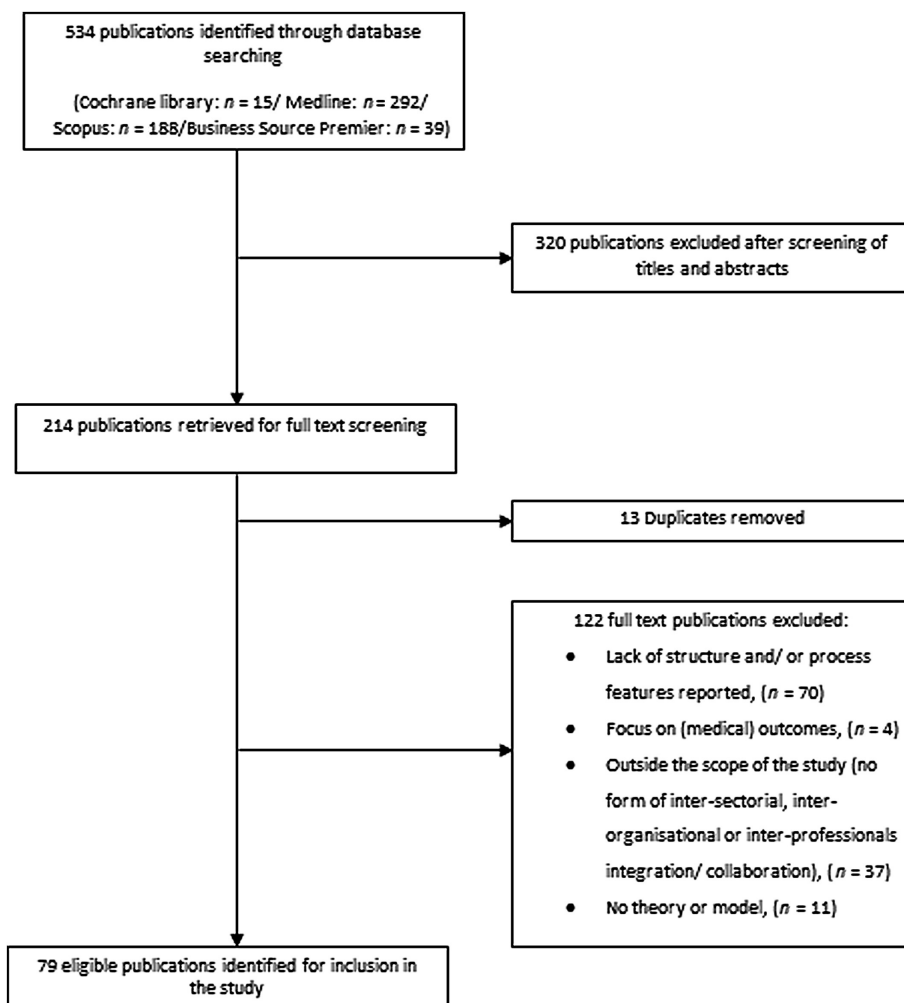 534 publications identified through database
searching
(Cochrane library: n = 15/ Medline: n = 292/
Scopus: n = 188/Business Source Premier: n = 39)
320 publications excluded after screening of
titles and abstracts
214 publications retrieved for full text screening
13 Duplicates removed
122 full text publications excluded:
• Lack of structure and/ or process
features reported, (n = 70)
• Focus on (medical) outcomes, (n = 4)
• Outside the scope of the study (no
form of inter-sectorial, inter-
organisational or inter-professionals
integration/ collaboration), (n = 37)
• No theory or model, (n = 11)
79 eligible publications identified for inclusion in
the study